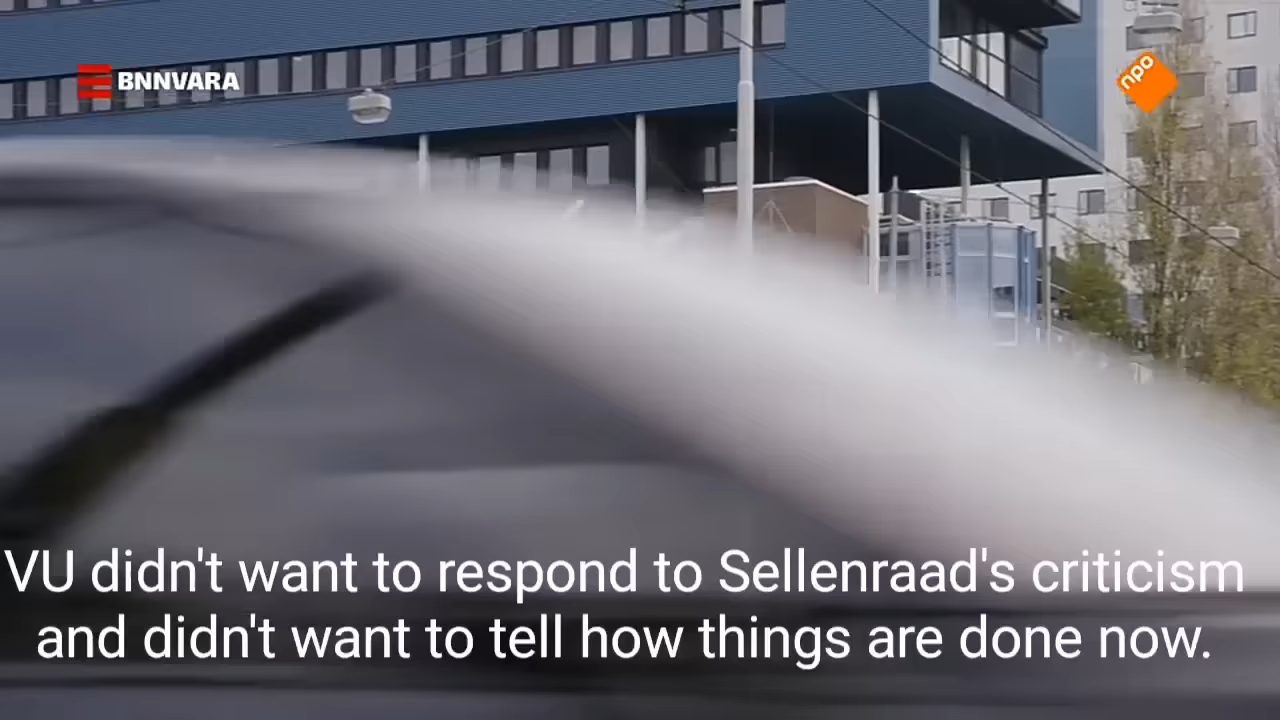 BNNVARA
npo
VU didn't want to respond to Sellenraad's criticism
and didn't want to tell how things are done now.